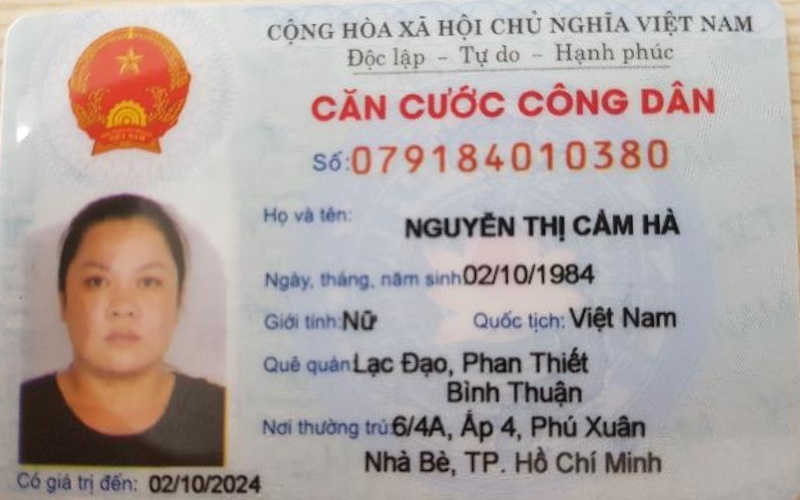 CỘNG HÒA XÃ HỘI CHỦ NGHĨA VIỆT NAM
Độc lập - Tự do - Hạnh phúc
CĂN CƯỚC CÔNG DÂN
Số: 079184010380
Họ và tên: NGUYỄN THỊ CẨM HÀ
Ngày, tháng, năm sinh 02/10/1984
Giới tính: Nữ Quốc tịch: Việt Nam
Quê quán Lạc Đạo, Phan Thiết
Bình Thuận
Nơi thường trú: 6/4A, Ấp 4, Phú Xuân
Nhà Bè, TP. Hồ Chí Minh
Có giá trị đến: 02/10/2024